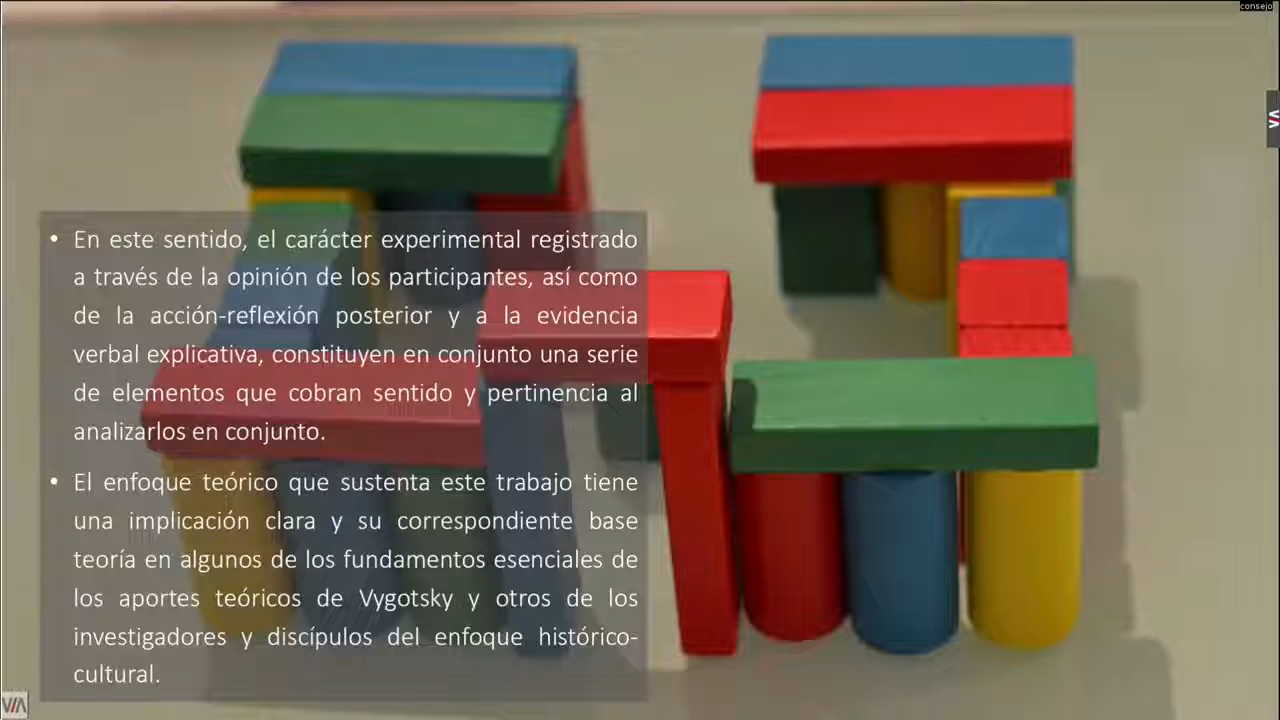 consejo
• En este sentido, el carácter experimental registrado
a través de la opinión de los participantes, así como
de la acción-reflexión posterior y a la evidencia
verbal explicativa, constituyen en conjunto una serie
de elementos que cobran sentido y pertinencia al
analizarlos en conjunto.
• El enfoque teórico que sustenta este trabajo tiene
una implicación clara y su correspondiente base
teoría en algunos de los fundamentos esenciales de
los aportes teóricos de Vygotsky y otros de los
investigadores y discípulos del enfoque histórico-
cultural.
VIA